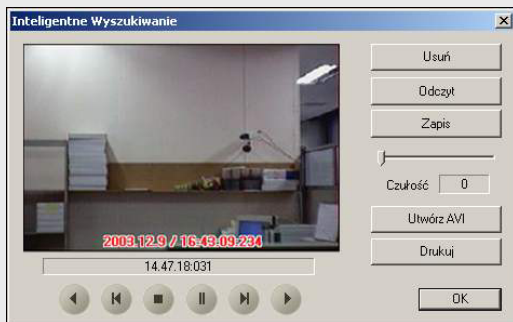 Inteligentne Wyszukiwanie
Usuń
Odczyt
Zapis
Czułość 0
2003.12.9 / 16:43:09:234
Utwórz AVI
14.47.18:031
Drukuj
OK